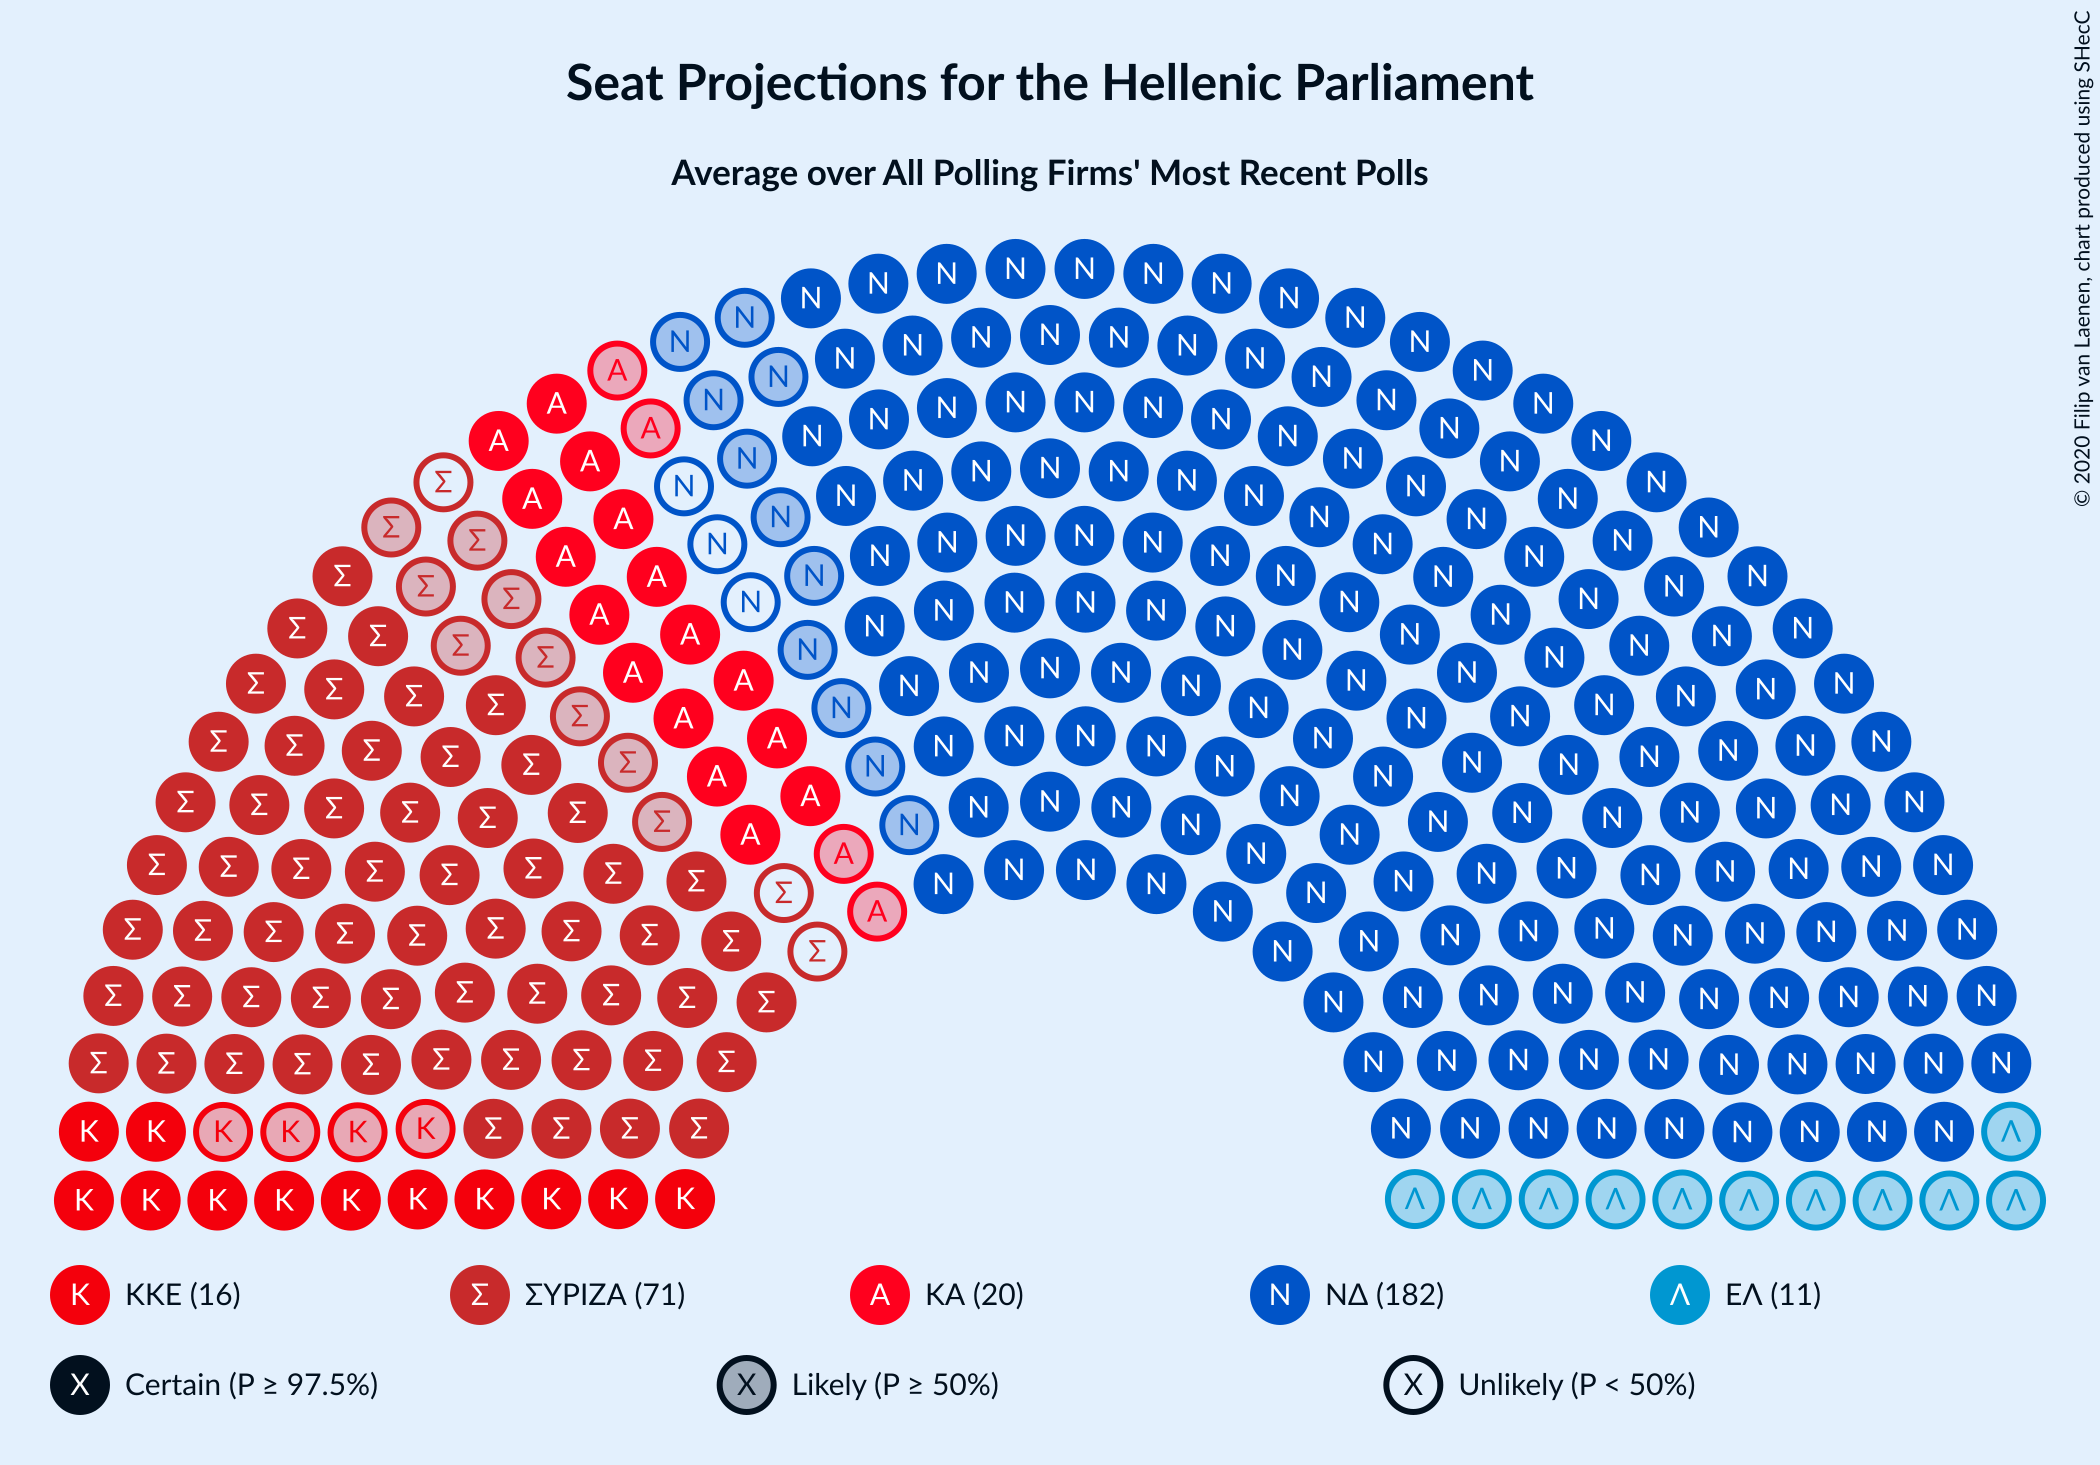 Seat Projections for the Hellenic Parliament
Average over All Polling Firms' Most Recent Polls
© 2020 Filip van Laenen, chart produced using SHecC
Κ ΚΚΕ (16)
Σ ΣΥΡΙΖΑ (71)
Α ΚΑ (20)
Ν ΝΔ (182)
Λ ΕΛ (11)
X Certain (P ≥ 97.5%)
X Likely (P ≥ 50%)
X Unlikely (P < 50%)